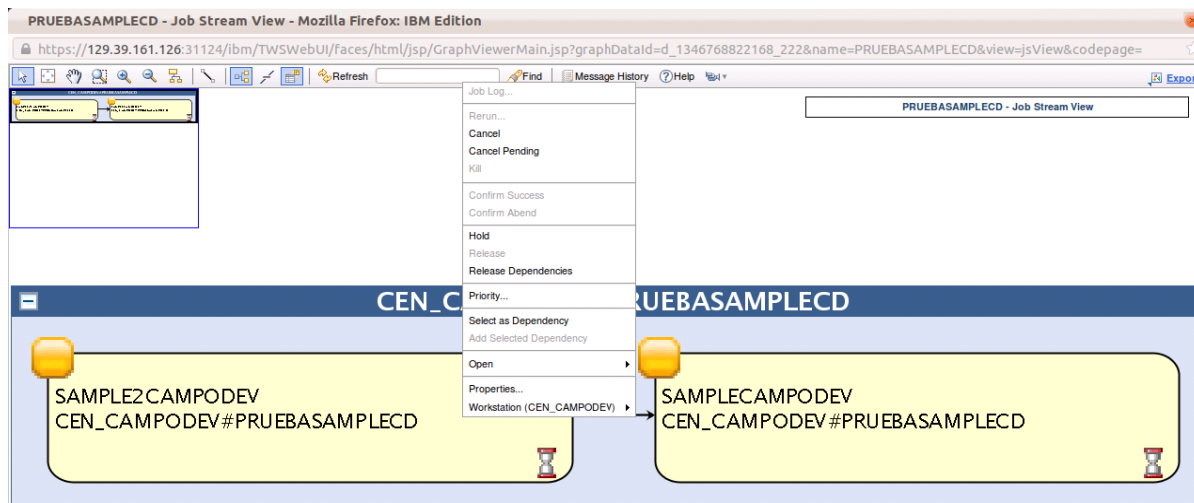 PRUEBASAMPLECD - Job Stream View - Mozilla Firefox: IBM Edition
https://129.39.161.126:31124/ibm/TWSWebUI/faces/html/jsp/GraphViewerMain.jsp?graphDataId=d_1346768822168_222&name=PRUEBASAMPLECD&view=jsView&codepage=
Refresh Find Message History Help Expor
PRUEBASAMPLECD - Job Stream View
Job Log...
Rerun...
Cancel
Cancel Pending
Kill
Confirm Success
Confirm Abend
Hold
Release
Release Dependencies
Priority...
Select as Dependency
Add Selected Dependency
Open
Properties...
Workstation (CEN_CAMPODEV)
CEN_C RUEBASAMPLECD
SAMPLE2CAMPODEV
CEN_CAMPODEV#PRUEBASAMPLECD
SAMPLECAMPODEV
CEN_CAMPODEV#PRUEBASAMPLECD